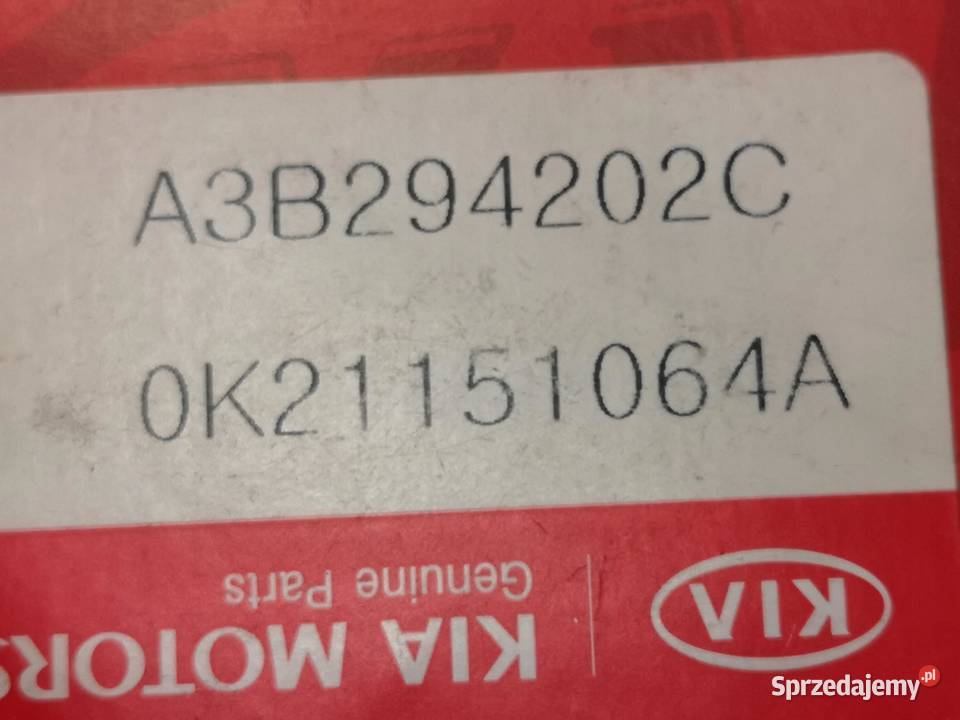 A3B294202C
0K21151064A
KIA
Genuine Parts
KIA MOTORS
Sprzedajemy.pl